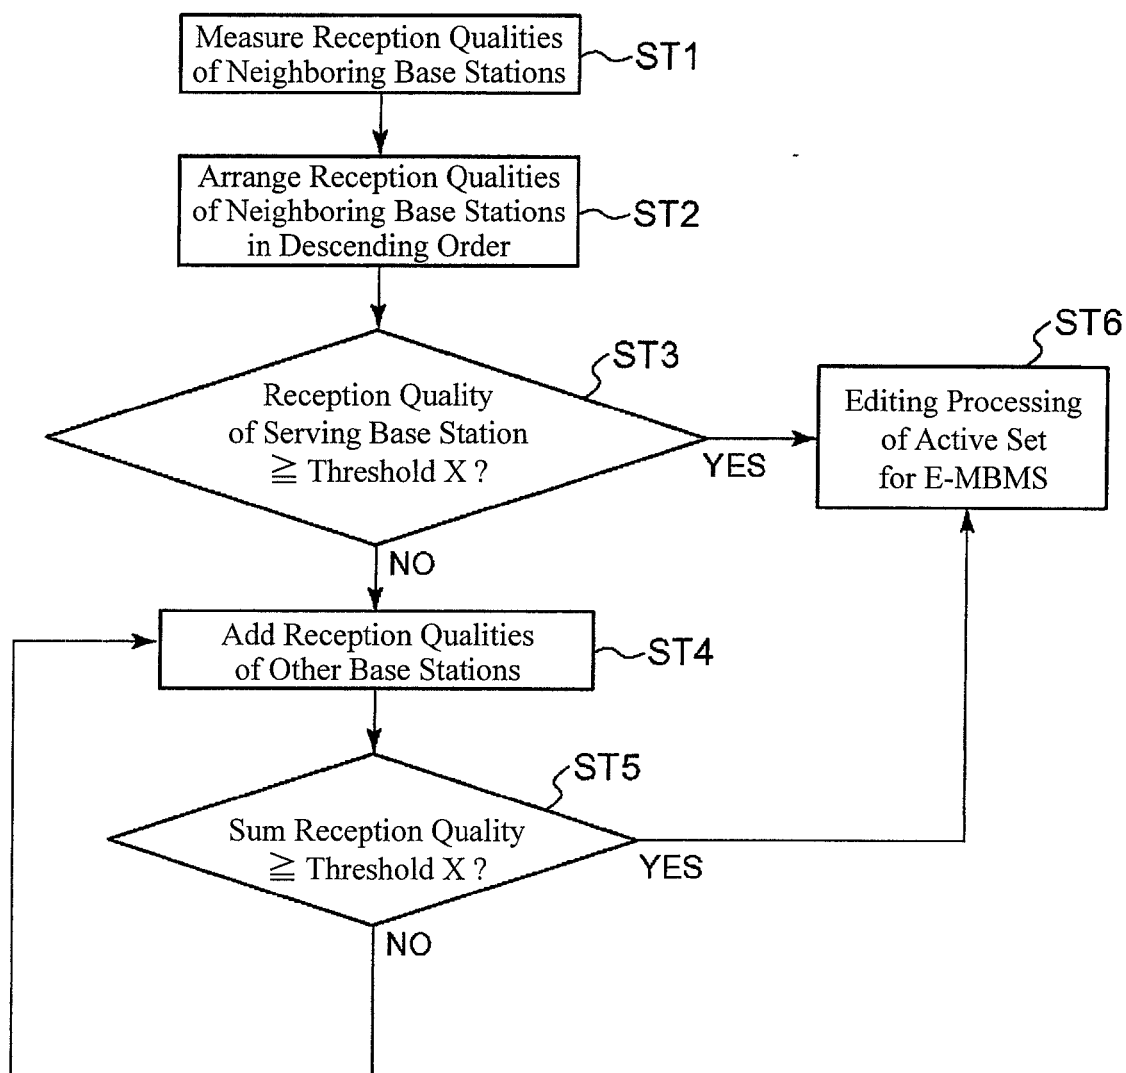 Measure Reception Qualities
of Neighboring Base Stations
ST1
Arrange Reception Qualities
of Neighboring Base Stations
in Descending Order
ST2
Reception Quality
of Serving Base Station
≧ Threshold X ?
ST3
YES
NO
Editing Processing
of Active Set
for E-MBMS
ST6
Add Reception Qualities
of Other Base Stations
ST4
Sum Reception Quality
≧ Threshold X ?
ST5
YES
NO